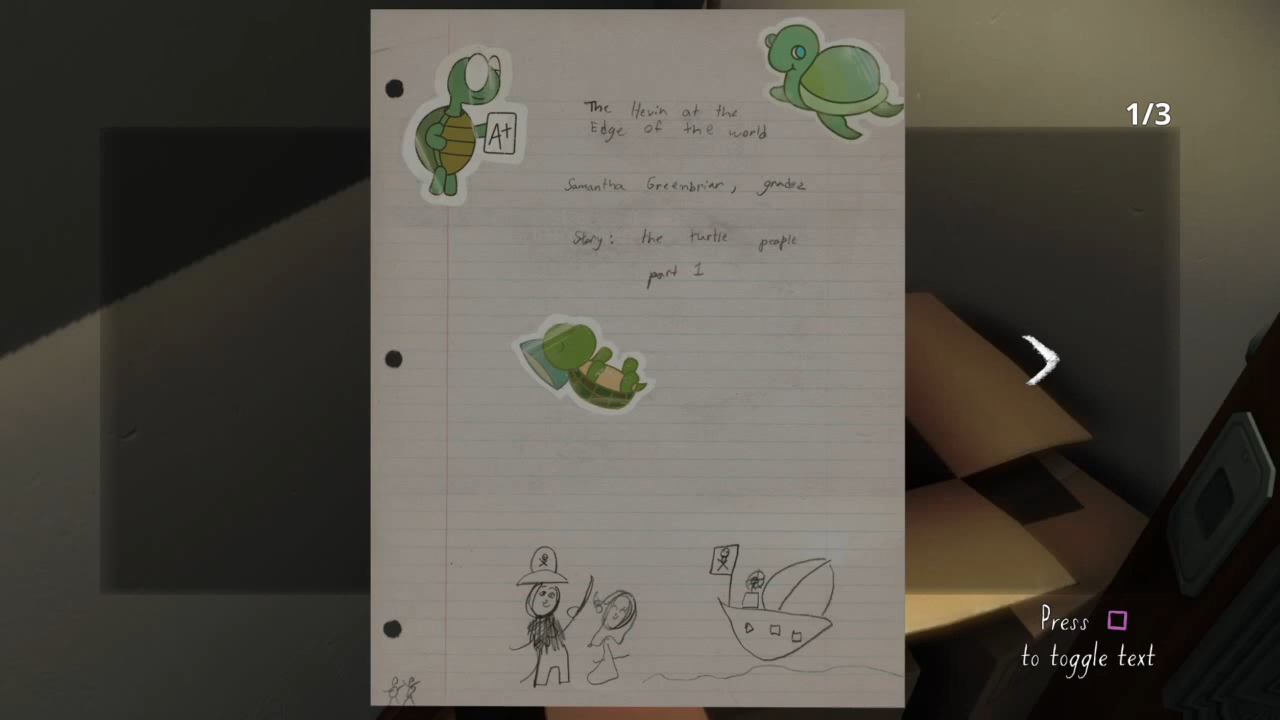 A+
The Hevin at the
Edge of the world
Samantha Greenbriar, grade 2
Story: the turtle people
part 1
1/3
Press
to toggle text